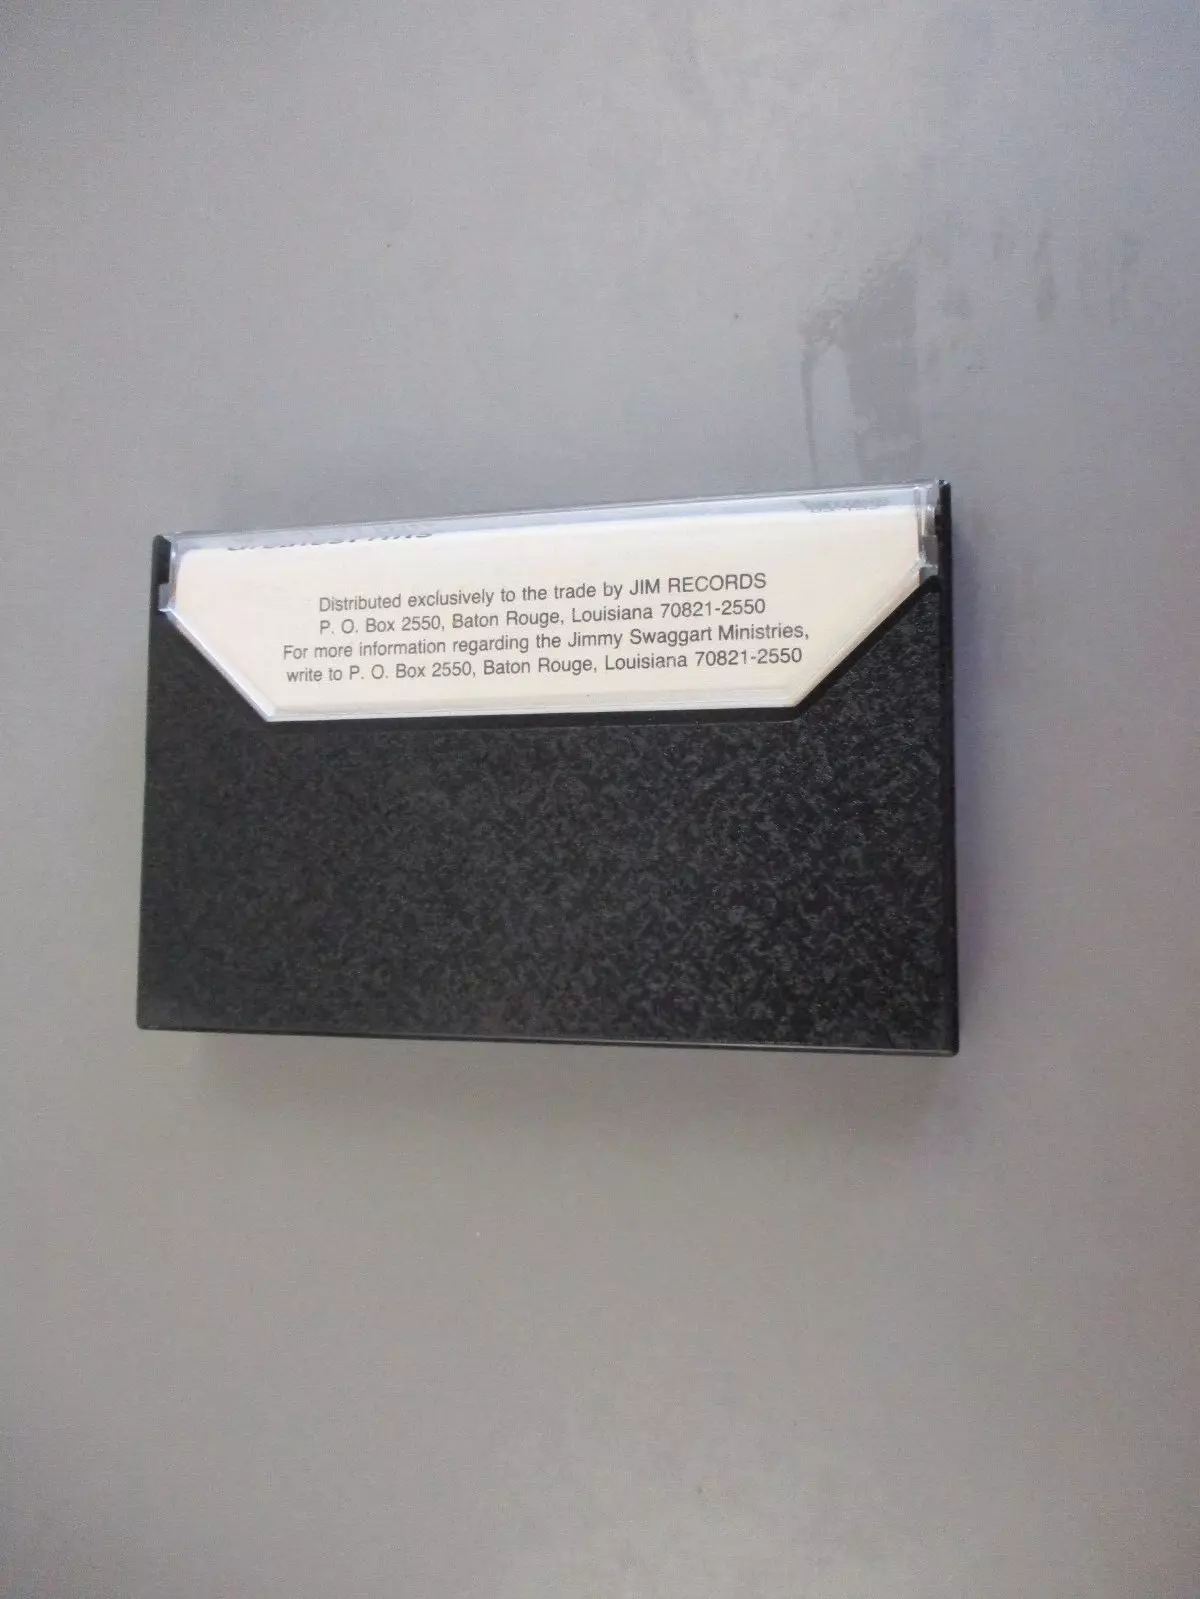 Distributed exclusively to the trade by JIM RECORDS
P. O. Box 2550, Baton Rouge, Louisiana 70821-2550
For more information regarding the Jimmy Swaggart Ministries,
write to P. O. Box 2550, Baton Rouge, Louisiana 70821-2550